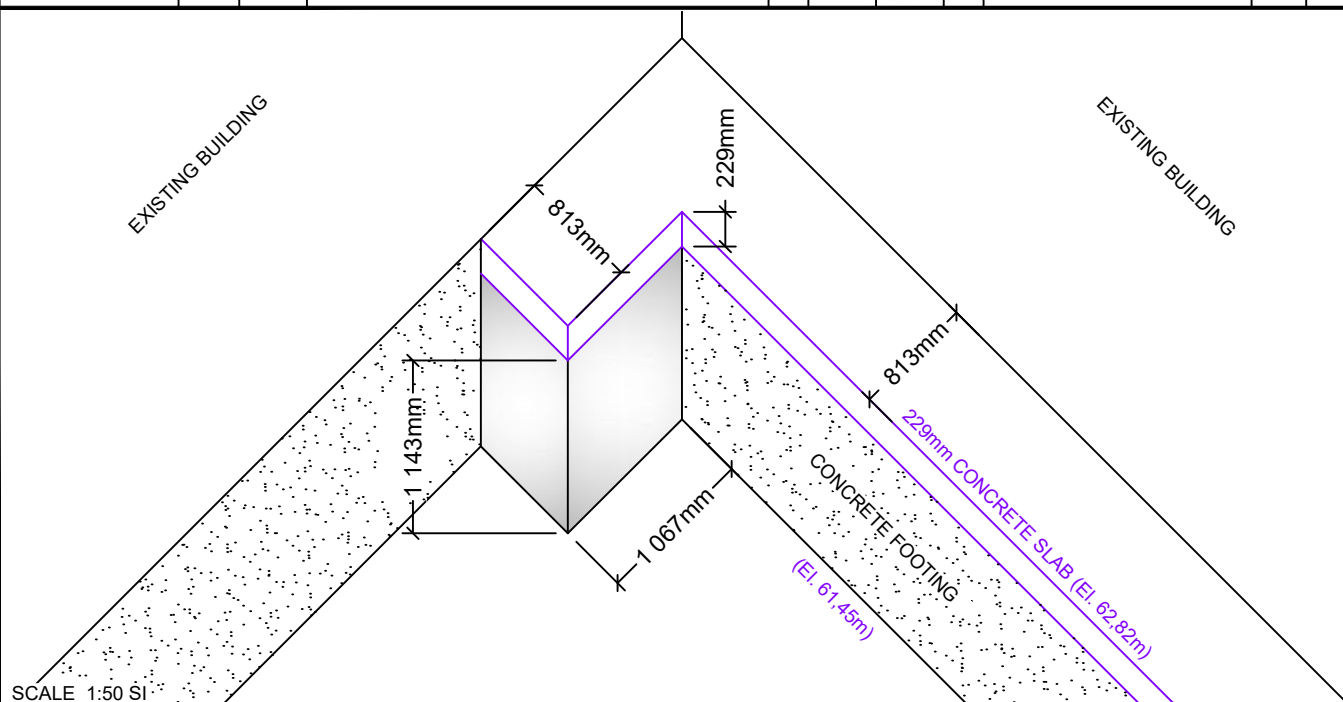 EXISTING BUILDING
EXISTING BUILDING
229mm
813mm
813mm
1 143mm
229mm CONCRETE SLAB (El. 62,82m)
CONCRETE FOOTING
1 067mm
(El. 61,45m)
SCALE 1:50 SI